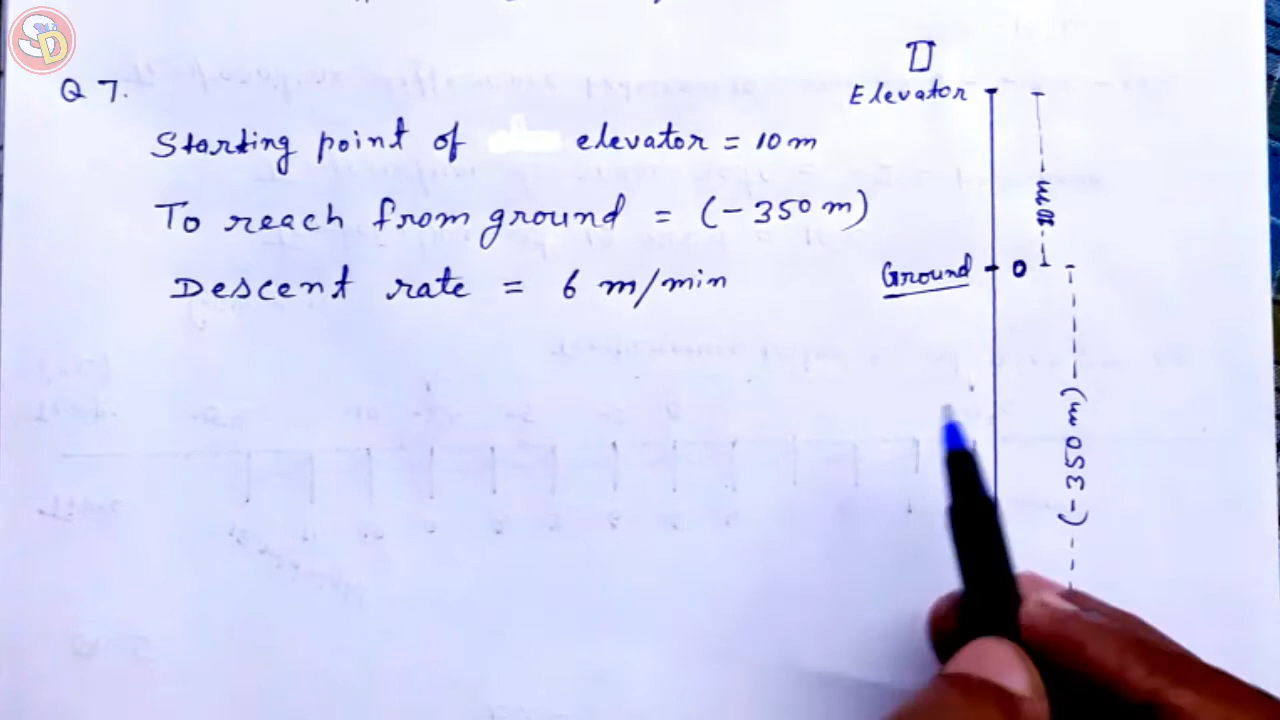 SD
Q 7.
Elevator
Starting point of elevator = 10 m
To reach from ground = (-350 m)
Descent rate = 6 m/min
Ground
0
(-350 m)